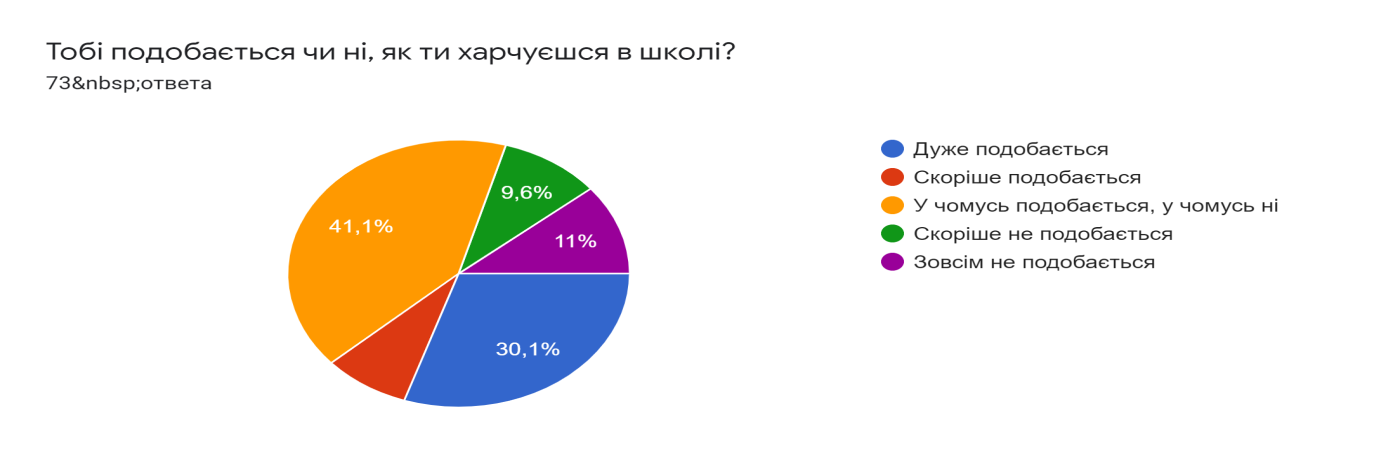 Тобі подобається чи ні, як ти харчуєшся в школі?
73&nbsp;ответа
Дуже подобається
Скоріше подобається
У чомусь подобається, у чомусь ні
Скоріше не подобається
Зовсім не подобається
9,6%
41,1%
11%
30,1%